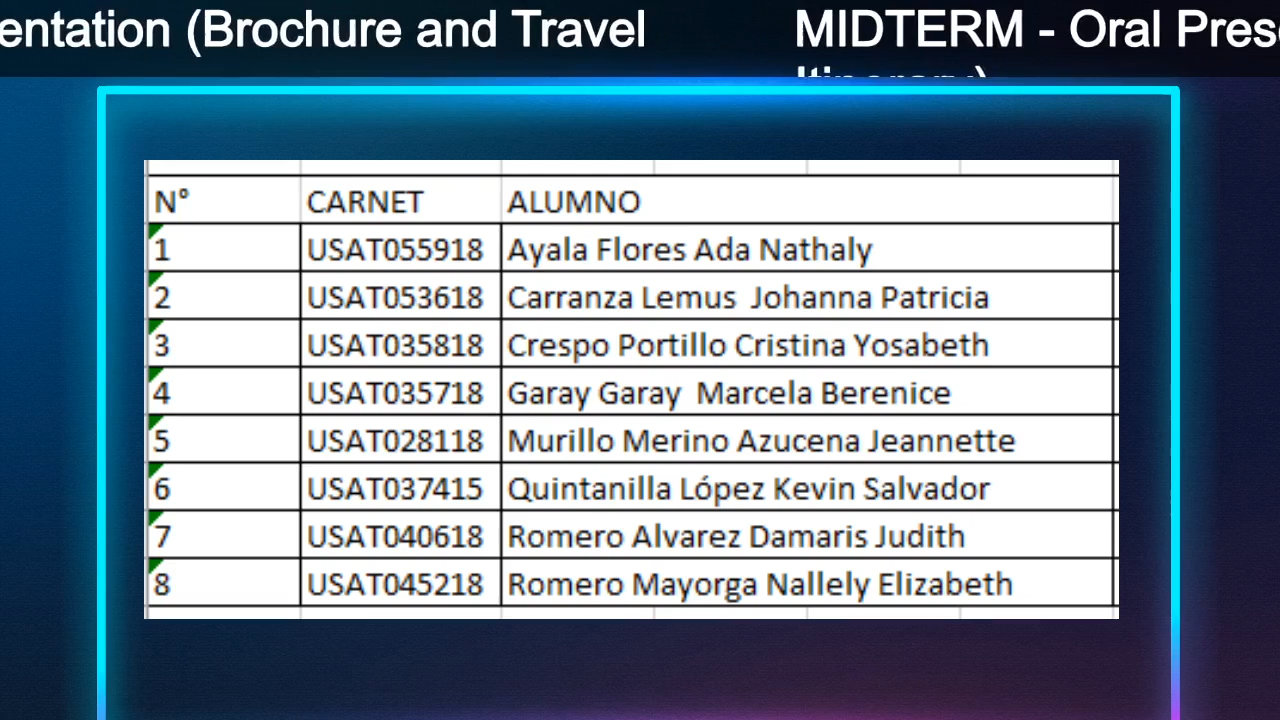 entation (Brochure and Travel
MIDTERM - Oral Pres
Itinerary)
N° CARNET ALUMNO
1 USAT055918 Ayala Flores Ada Nathaly
2 USAT053618 Carranza Lemus  Johanna Patricia
3 USAT035818 Crespo Portillo Cristina Yosabeth
4 USAT035718 Garay Garay  Marcela Berenice
5 USAT028118 Murillo Merino Azucena Jeannette
6 USAT037415 Quintanilla López Kevin Salvador
7 USAT040618 Romero Alvarez Damaris Judith
8 USAT045218 Romero Mayorga Nallely Elizabeth